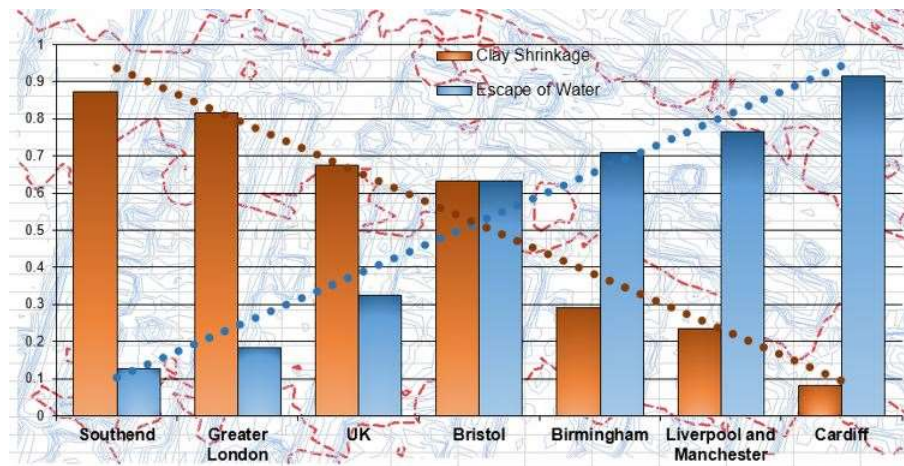 1
Clay Shrinkage
0.9
Escape of Water
0.8
0.7
0.6
0.5
0.4
0.3
0.2
0.1
0
Southend
Greater
London
UK
Bristol
Birmingham
Liverpool and
Manchester
Cardiff